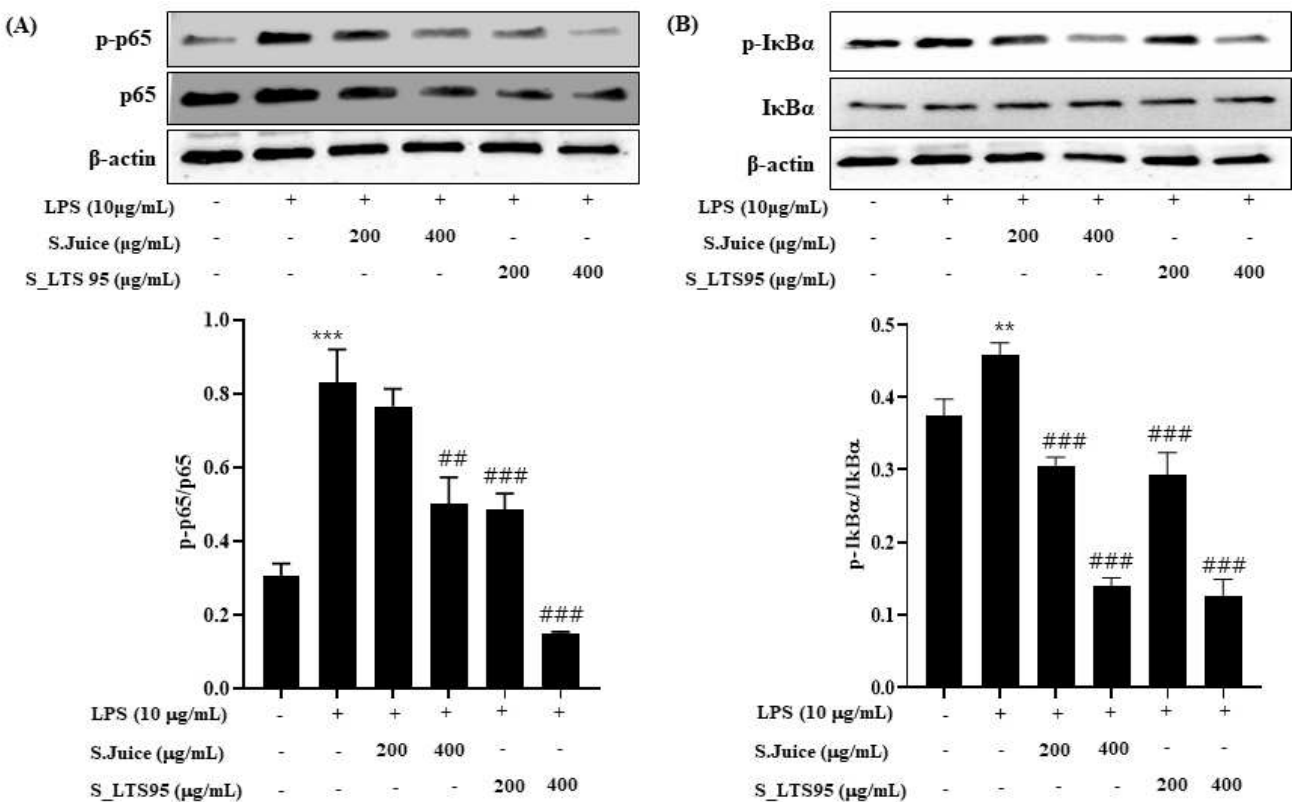 (A)
p-p65
p65
β-actin
LPS (10µg/mL) - + + + + +
S.Juice (µg/mL) - - 200 400 - -
S_LTS 95 (µg/mL) - - - - 200 400
1.0
0.8
0.6
0.4
0.2
0.0
p-p65/p65
***
##
###
###
LPS (10 µg/mL) - + + + + +
S.Juice (µg/mL) - - 200 400 - -
S_LTS95 (µg/mL) - - - - 200 400
(B)
p-IκBα
IκBα
β-actin
LPS (10µg/mL) - + + + + +
S.Juice (µg/mL) - - 200 400 - -
S_LTS95 (µg/mL) - - - - 200 400
0.5
0.4
0.3
0.2
0.1
0.0
p-IkBα/IkBα
**
###
###
###
###
LPS (10 µg/mL) - + + + + +
S.Juice (µg/mL) - - 200 400 - -
S_LTS95 (µg/mL) - - - - 200 400